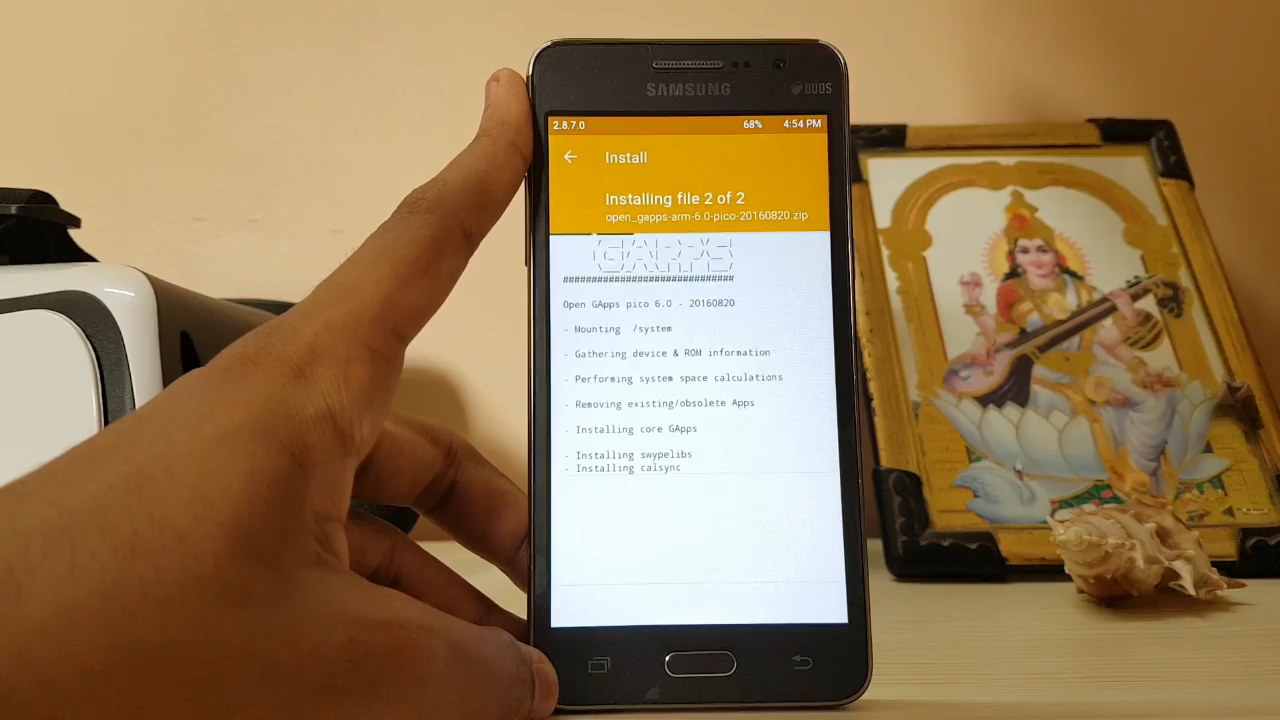 SAMSUNG
DUOS
2.8.7.0 68% 4:54 PM
Install
Installing file 2 of 2
open_gapps-arm-6.0-pico-20160820.zip
GAPPS
##############################
Open GApps pico 6.0 - 20160820
- Mounting /system
- Gathering device & ROM information
- Performing system space calculations
- Removing existing/obsolete Apps
- Installing core GApps
- Installing swypelibs
- Installing calsync